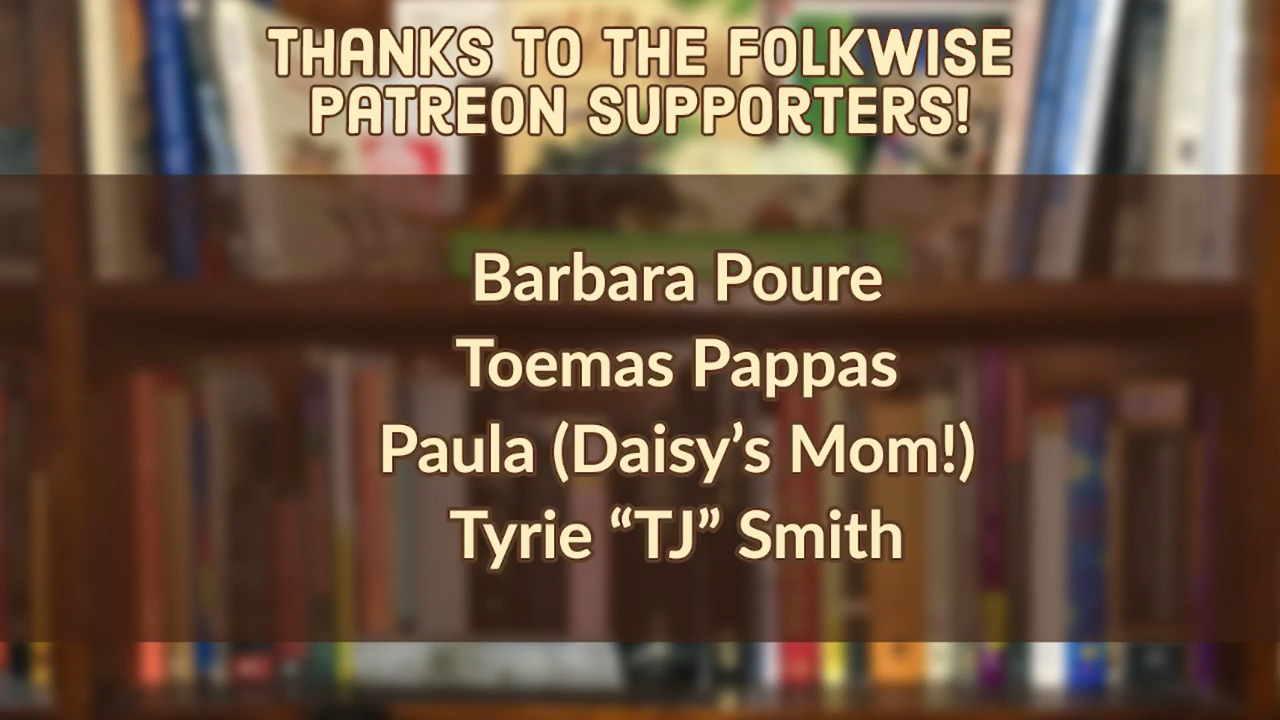 THANKS TO THE FOLKWISE
PATREON SUPPORTERS!
Barbara Poure
Toemas Pappas
Paula (Daisy’s Mom!)
Tyrie “TJ” Smith